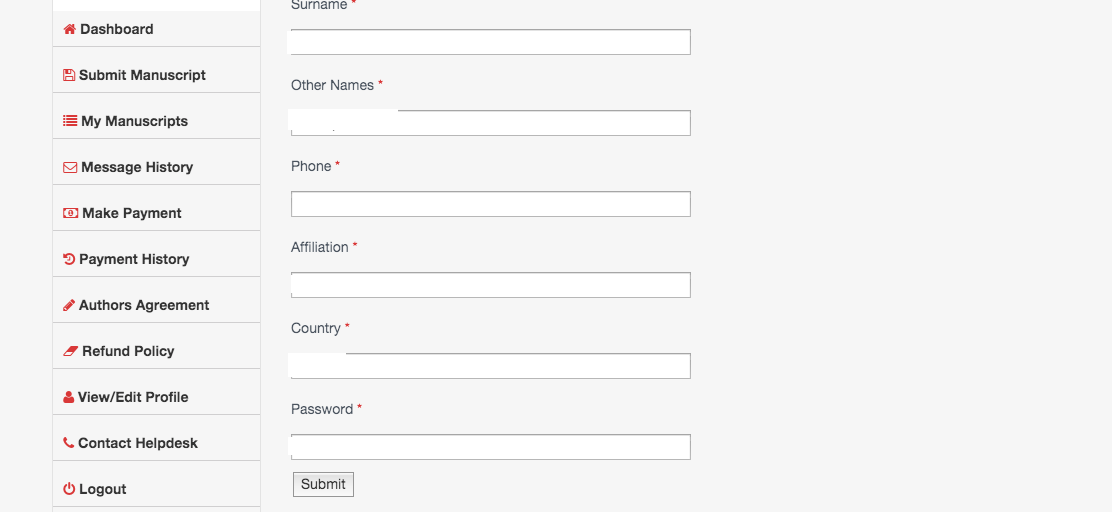 Dashboard
Submit Manuscript
My Manuscripts
Message History
Make Payment
Payment History
Authors Agreement
Refund Policy
View/Edit Profile
Contact Helpdesk
Logout
Surname *
Other Names *
Phone *
Affiliation *
Country *
Password *
Submit